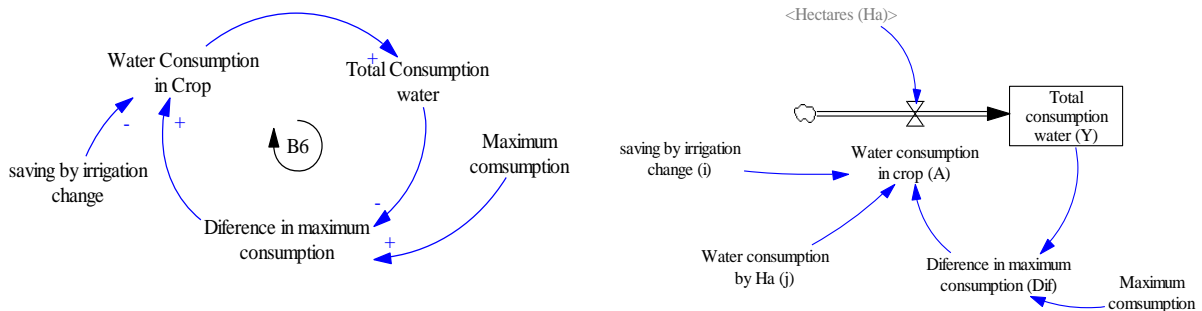 Water Consumption
in Crop
+
Total Consumption
water
-
+
saving by irrigation
change
B6
Maximum
comsumption
-
+
Diference in maximum
consumption
<Hectares (Ha)>
Total
consumption
water (Y)
saving by irrigation
change (i)
Water consumption
in crop (A)
Water consumption
by Ha (j)
Diference in maximum
consumption (Dif)
Maximum
comsumption